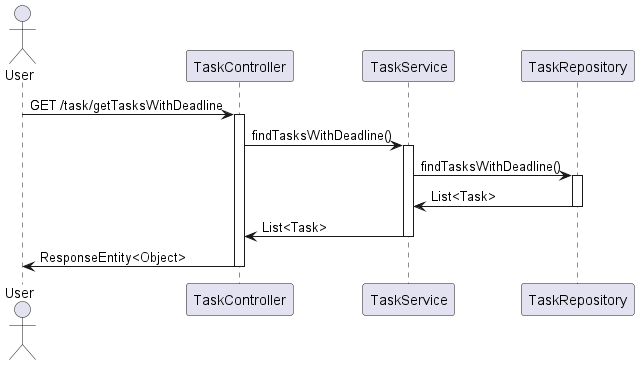 User
TaskController
TaskService
TaskRepository
GET /task/getTasksWithDeadline
findTasksWithDeadline()
findTasksWithDeadline()
List<Task>
List<Task>
ResponseEntity<Object>
User
TaskController
TaskService
TaskRepository